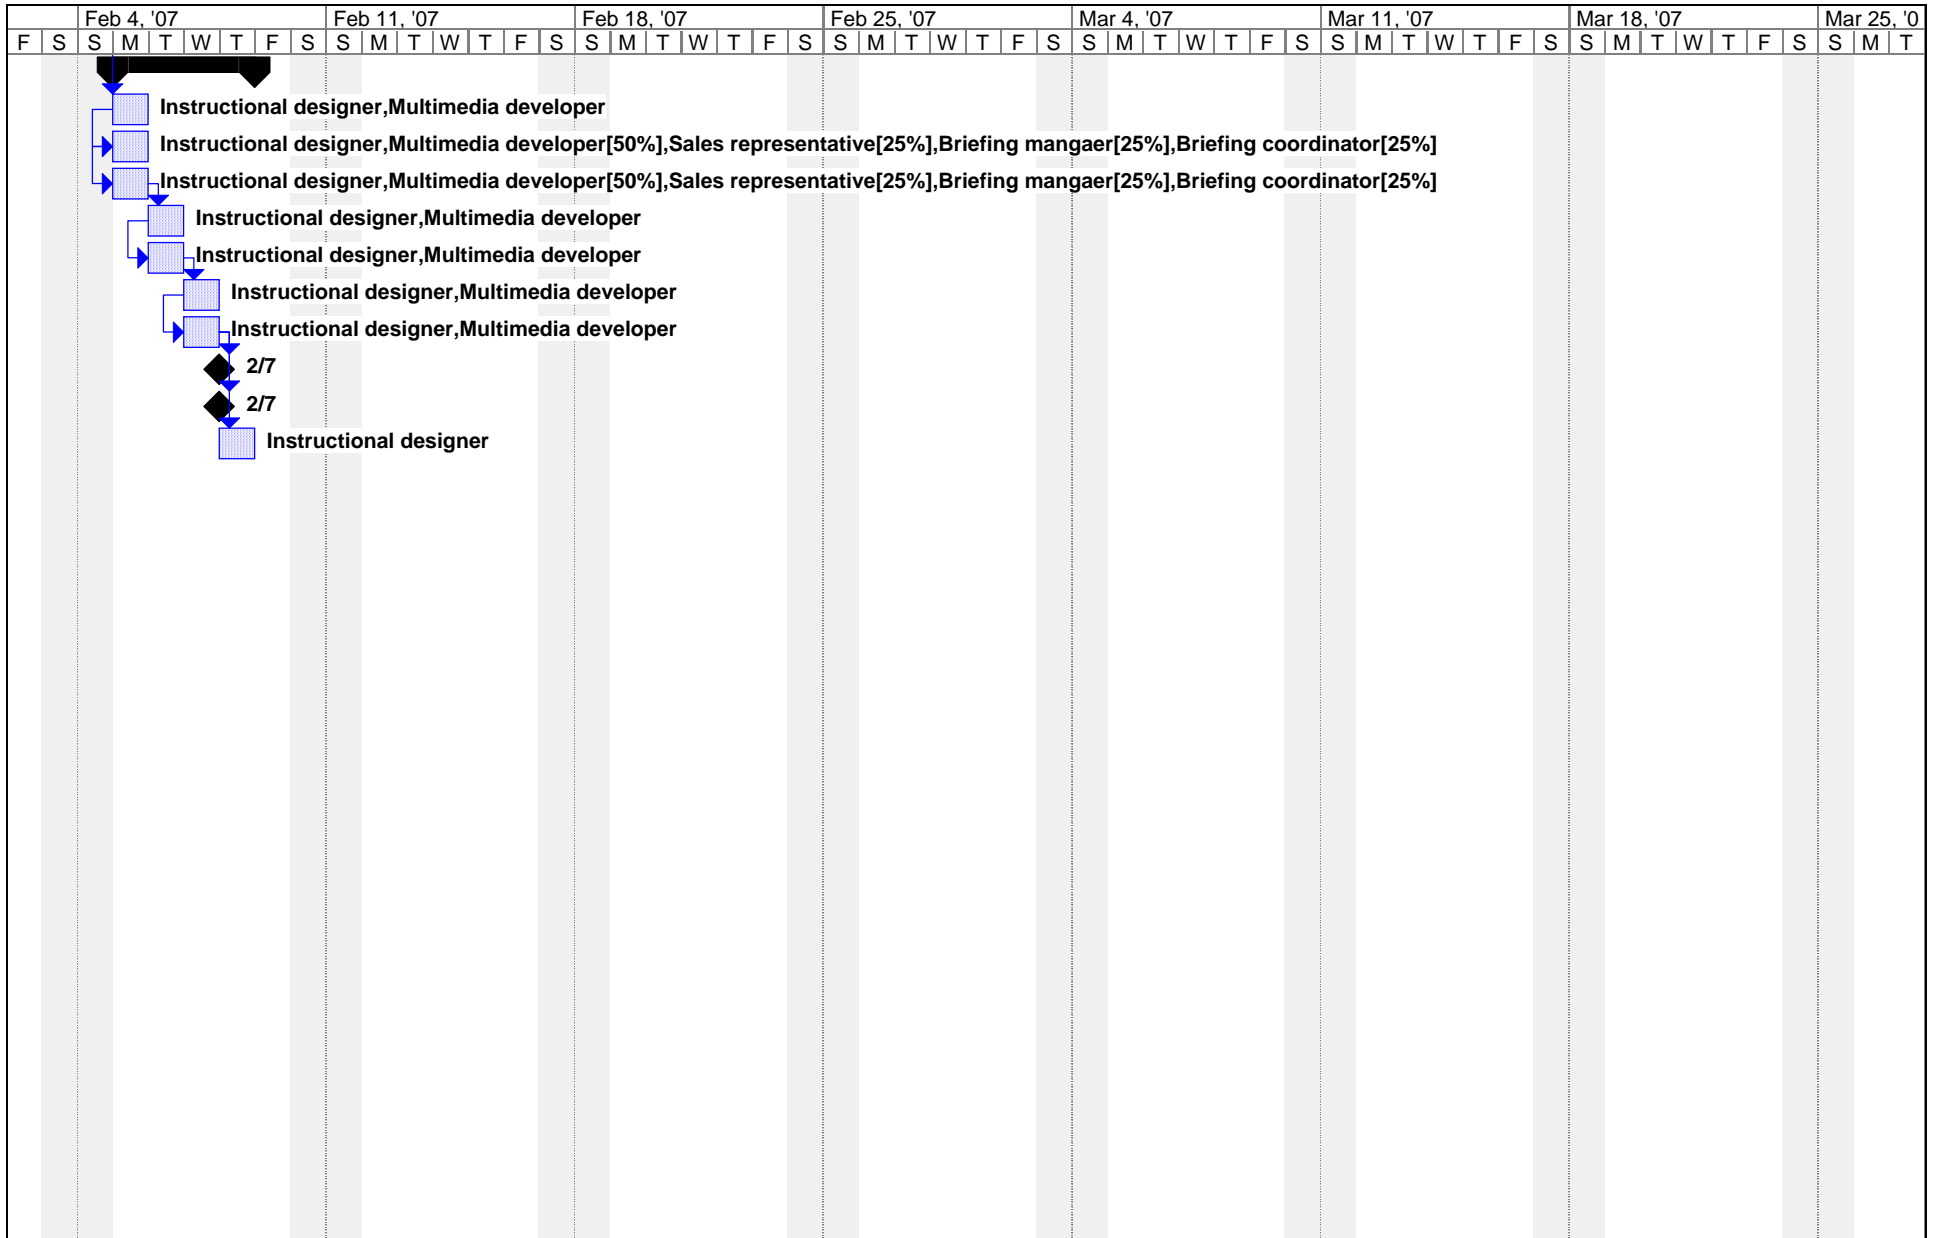 Feb 4, '07 Feb 11, '07 Feb 18, '07 Feb 25, '07 Mar 4, '07 Mar 11, '07 Mar 18, '07 Mar 25, '0
F S S M T W T F S S M T W T F S S M T W T F S S M T W T F S S M T W T F S S M T W T F S S M T W T F S S M T
Instructional designer,Multimedia developer
Instructional designer,Multimedia developer[50%],Sales representative[25%],Briefing mangaer[25%],Briefing coordinator[25%]
Instructional designer,Multimedia developer[50%],Sales representative[25%],Briefing mangaer[25%],Briefing coordinator[25%]
Instructional designer,Multimedia developer
Instructional designer,Multimedia developer
Instructional designer,Multimedia developer
Instructional designer,Multimedia developer
2/7
2/7
Instructional designer